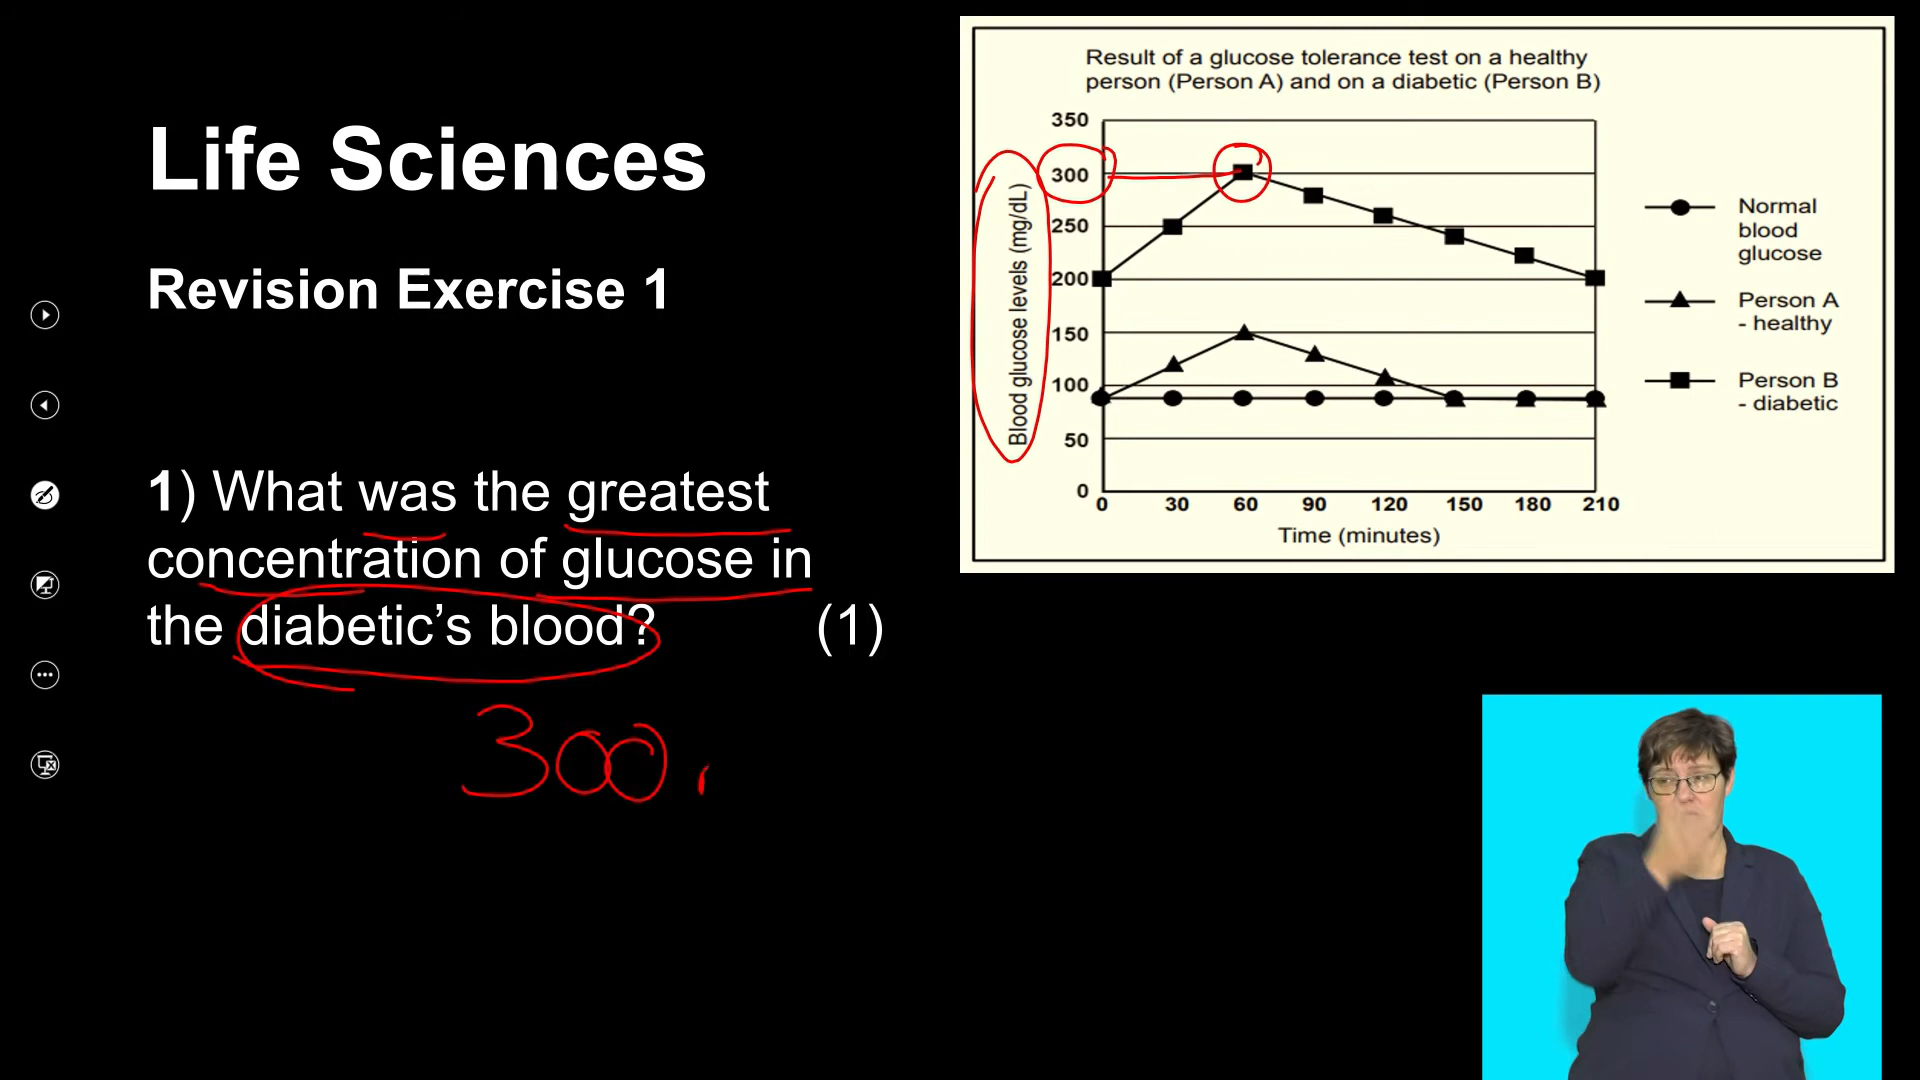 Life Sciences
Revision Exercise 1
1) What was the greatest
concentration of glucose in
the diabetic’s blood? (1)
300
Result of a glucose tolerance test on a healthy
person (Person A) and on a diabetic (Person B)
Blood glucose levels (mg/dL)
350
300
250
200
150
100
50
0
0 30 60 90 120 150 180 210
Time (minutes)
Normal
blood
glucose
Person A
- healthy
Person B
- diabetic